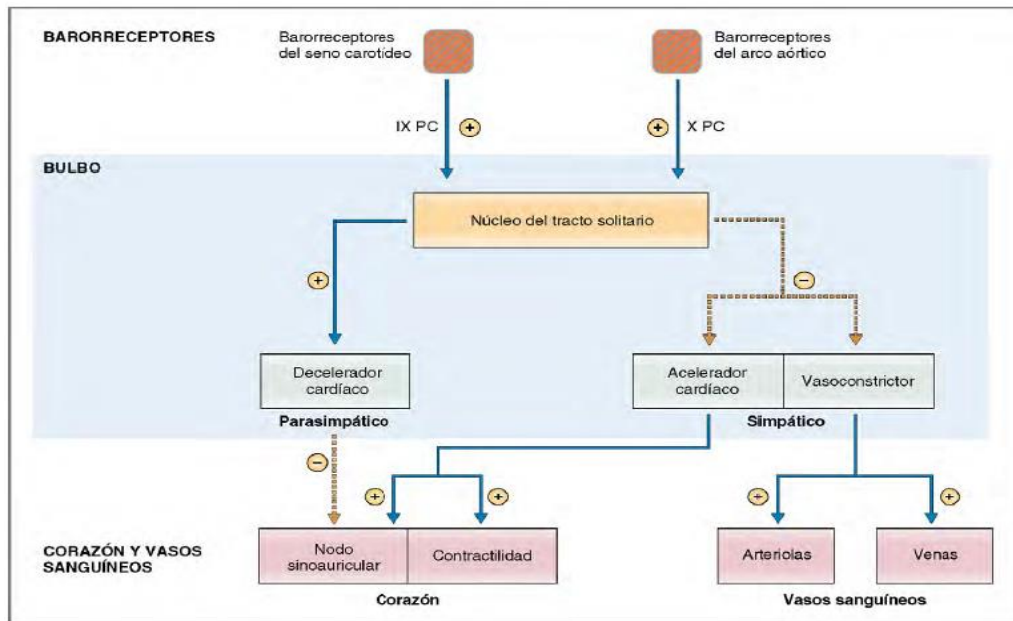 BARORRECEPTORES
Barorreceptores
del seno carotídeo
Barorreceptores
del arco aórtico
IX PC
+
+
X PC
BULBO
Núcleo del tracto solitario
+
−
Decelerador
cardíaco
Acelerador
cardíaco
Vasoconstrictor
Parasimpático
Simpático
−
+
+
+
+
CORAZÓN Y VASOS
SANGUÍNEOS
Nodo
sinoauricular
Contractilidad
Arteriolas
Venas
Corazón
Vasos sanguíneos